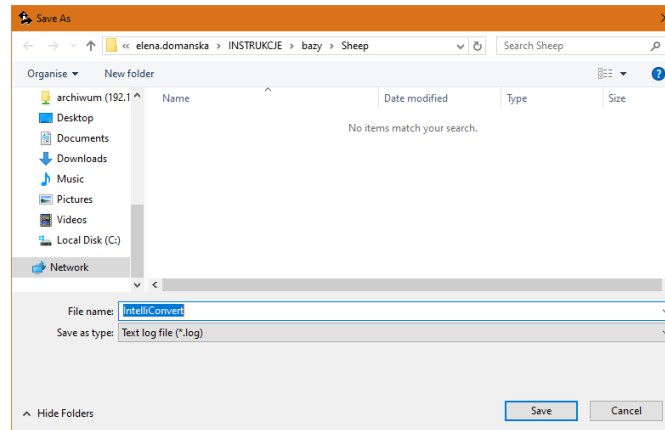 Save As
« elena.domanska › INSTRUKCJE › bazy › Sheep
Search Sheep
Organise
New folder
archiwum (192.1
Name
Date modified
Type
Size
No items match your search.
Desktop
Documents
Downloads
Music
Pictures
Videos
Local Disk (C:)
Network
File name: IntelliConvert
Save as type: Text log file (*.log)
Hide Folders
Save
Cancel